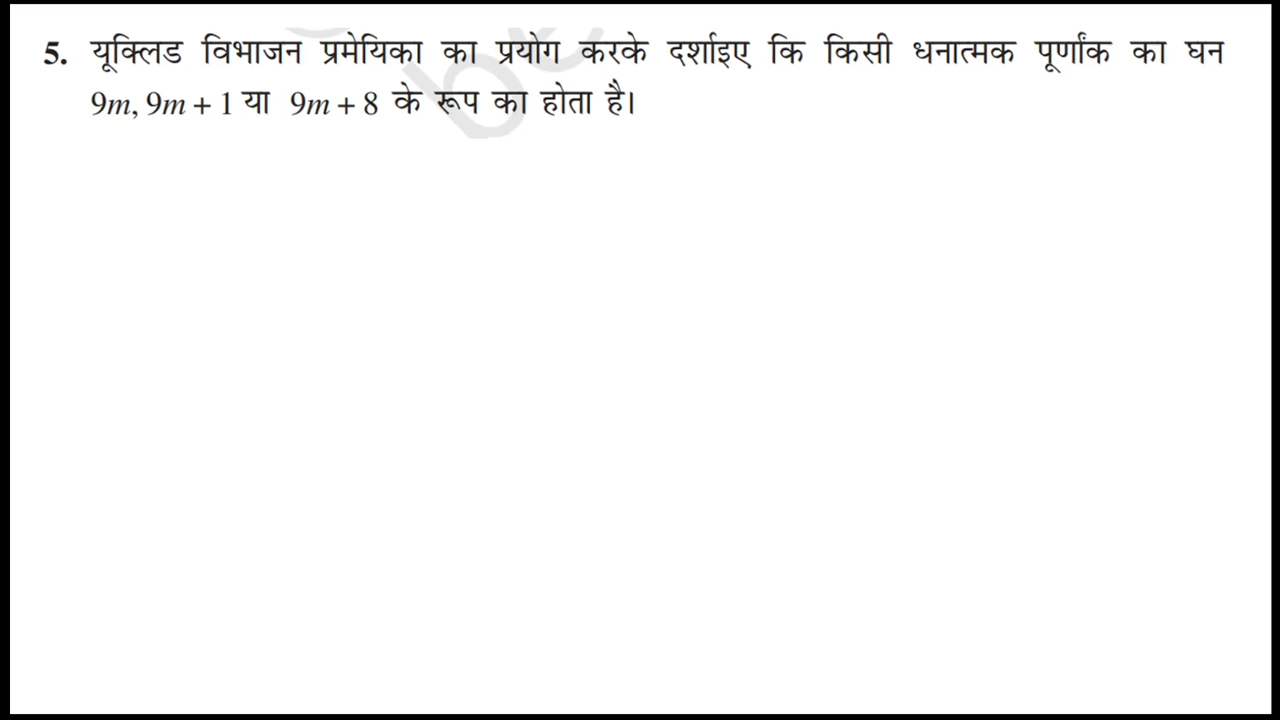 5. यूक्लिड विभाजन प्रमेयिका का प्रयोग करके दर्शाइए कि किसी धनात्मक पूर्णांक का घन
9m, 9m + 1 या 9m + 8 के रूप का होता है।